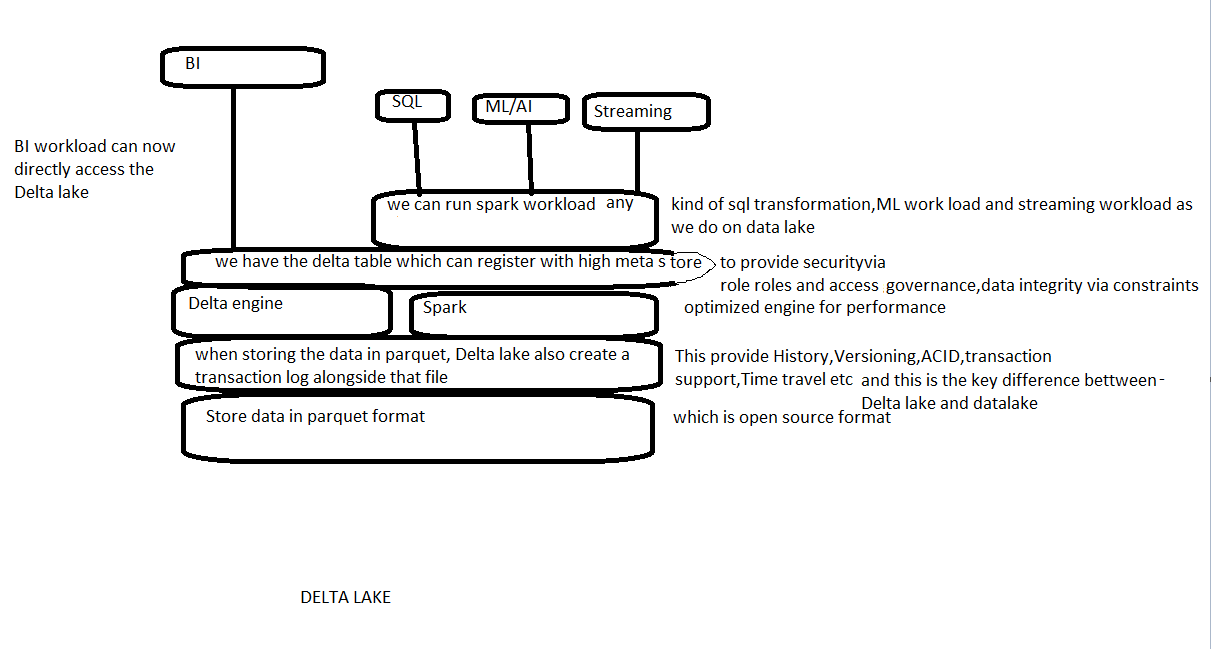 BI
SQL
ML/AI
Streaming
BI workload can now
directly access the
Delta lake
we can run spark workload any kind of sql transformation,ML work load and streaming workload as
we do on data lake
we have the delta table which can register with high meta s tore to provide securityvia
role roles and access governance,data integrity via constraints
Delta engine
Spark
optimized engine for performance
when storing the data in parquet, Delta lake also create a
transaction log alongside that file
This provide History,Versioning,ACID,transaction
support,Time travel etc and this is the key difference bettween-
Delta lake and datalake
Store data in parquet format
which is open source format
DELTA LAKE